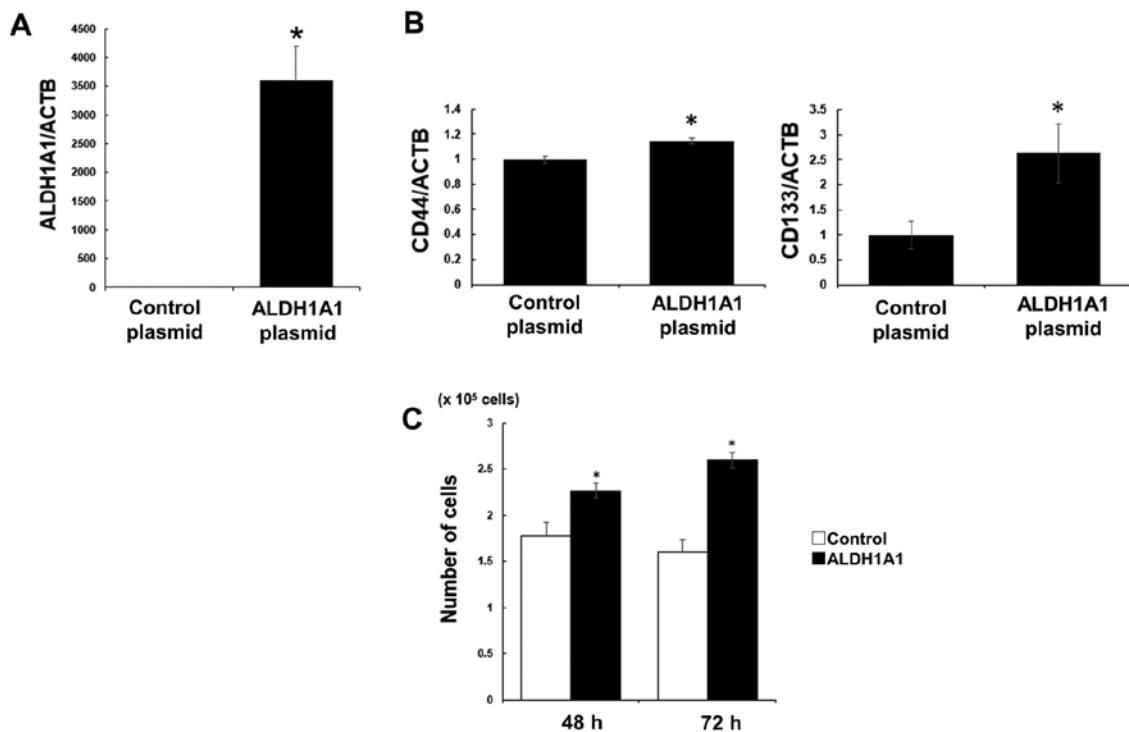 A
ALDH1A1/ACTB
4500
4000
3500
3000
2500
2000
1500
1000
500
0
*
Control
plasmid
ALDH1A1
plasmid
B
CD44/ACTB
1.4
1.2
1
0.8
0.6
0.4
0.2
0
*
Control
plasmid
ALDH1A1
plasmid
CD133/ACTB
3.5
3
2.5
2
1.5
1
0.5
0
*
Control
plasmid
ALDH1A1
plasmid
C
(x 10⁵ cells)
Number of cells
3
2.5
2
1.5
1
0.5
0
*
*
48 h
72 h
Control
ALDH1A1